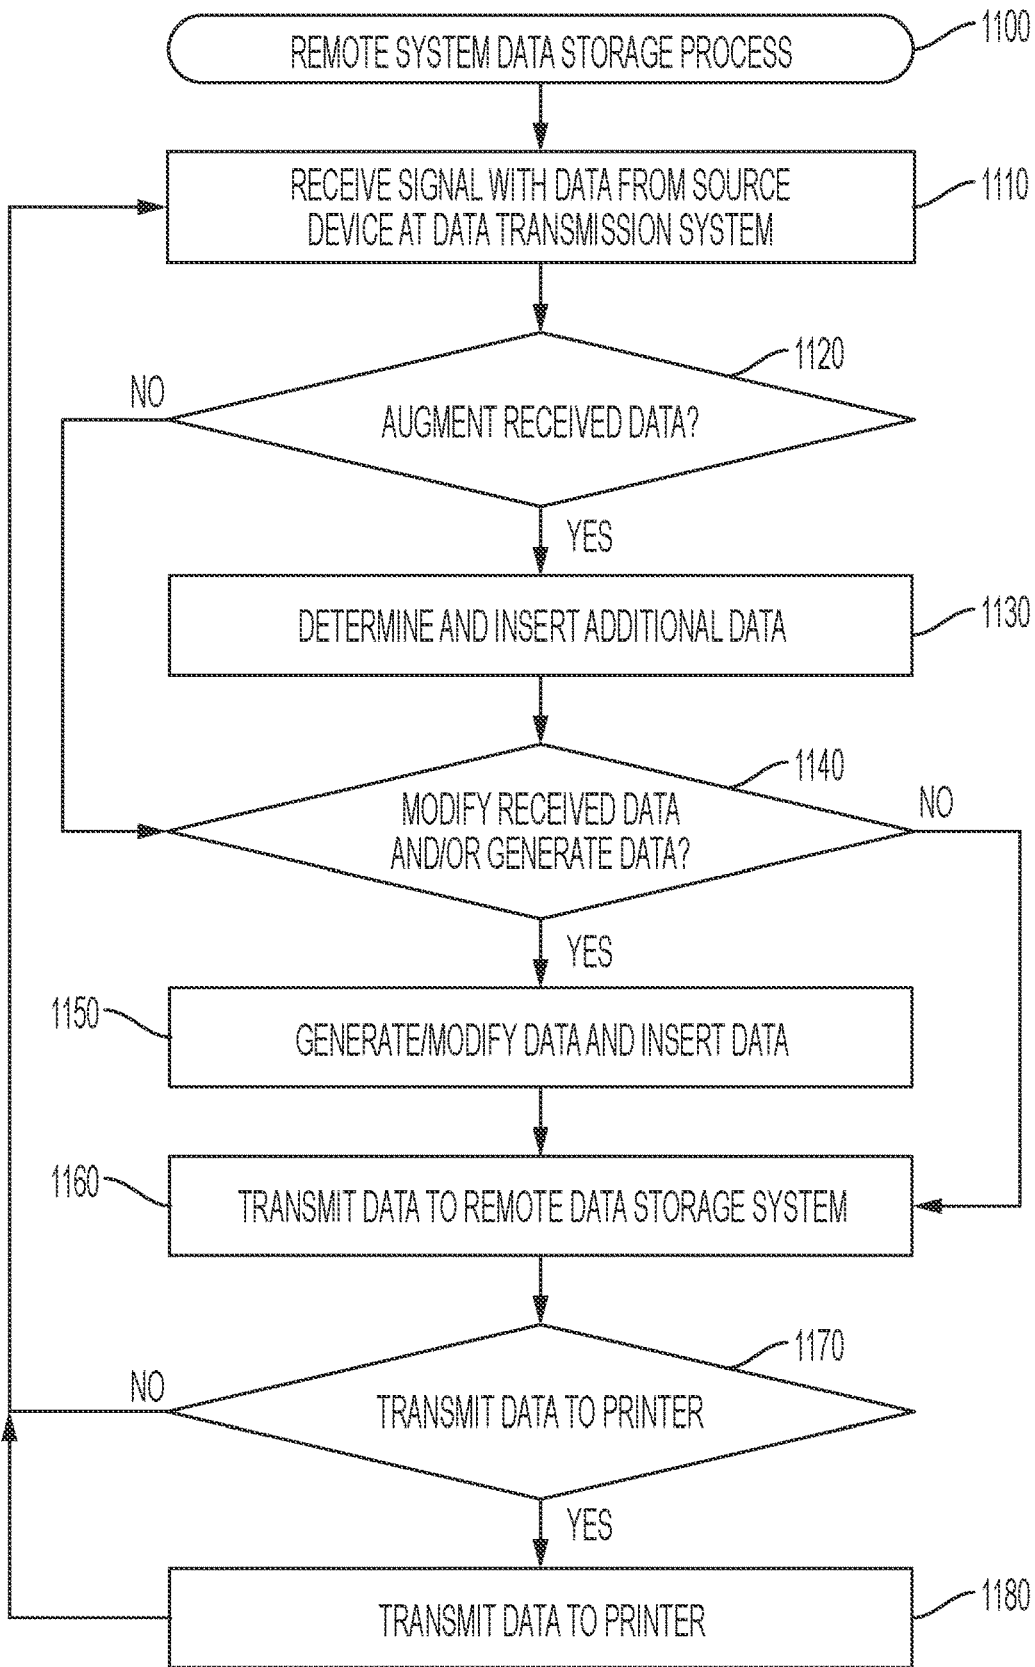 REMOTE SYSTEM DATA STORAGE PROCESS
1100
RECEIVE SIGNAL WITH DATA FROM SOURCE
DEVICE AT DATA TRANSMISSION SYSTEM
1110
1120
NO
AUGMENT RECEIVED DATA?
YES
DETERMINE AND INSERT ADDITIONAL DATA
1130
1140
MODIFY RECEIVED DATA
AND/OR GENERATE DATA?
NO
YES
1150
GENERATE/MODIFY DATA AND INSERT DATA
1160
TRANSMIT DATA TO REMOTE DATA STORAGE SYSTEM
1170
NO
TRANSMIT DATA TO PRINTER
YES
TRANSMIT DATA TO PRINTER
1180